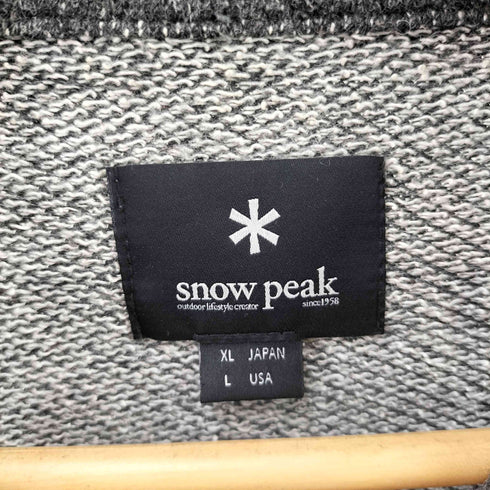 snow peak
outdoor lifestyle creator since1958
XL JAPAN
L USA